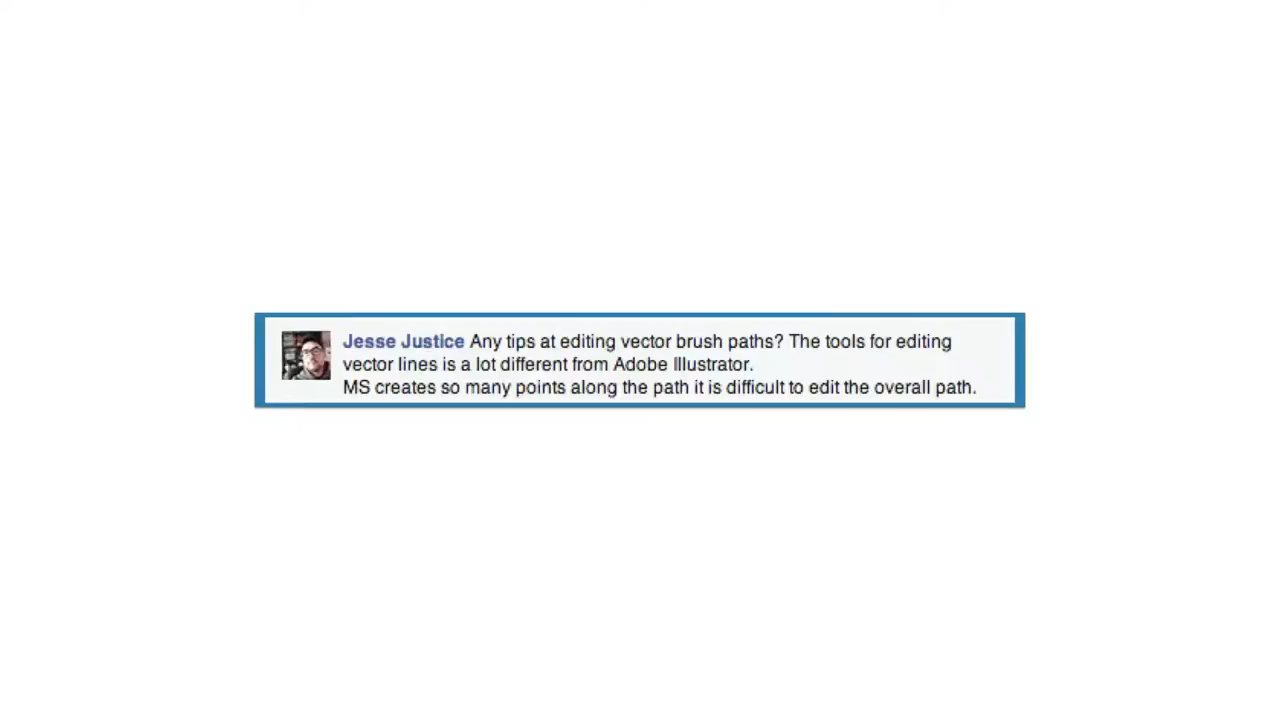 Jesse Justice Any tips at editing vector brush paths? The tools for editing
vector lines is a lot different from Adobe Illustrator.
MS creates so many points along the path it is difficult to edit the overall path.